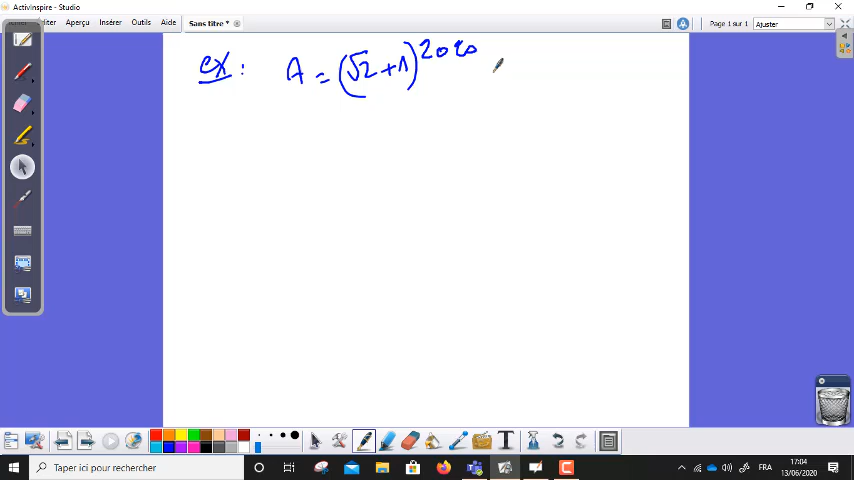 ActivInspire - Studio
Fichier Éditer Aperçu Insérer Outils Aide
Sans titre *
Page 1 sur 1
Ajuster
ex : A = (√2 + 1)^2020
Taper ici pour rechercher
FRA
17:04
13/06/2020